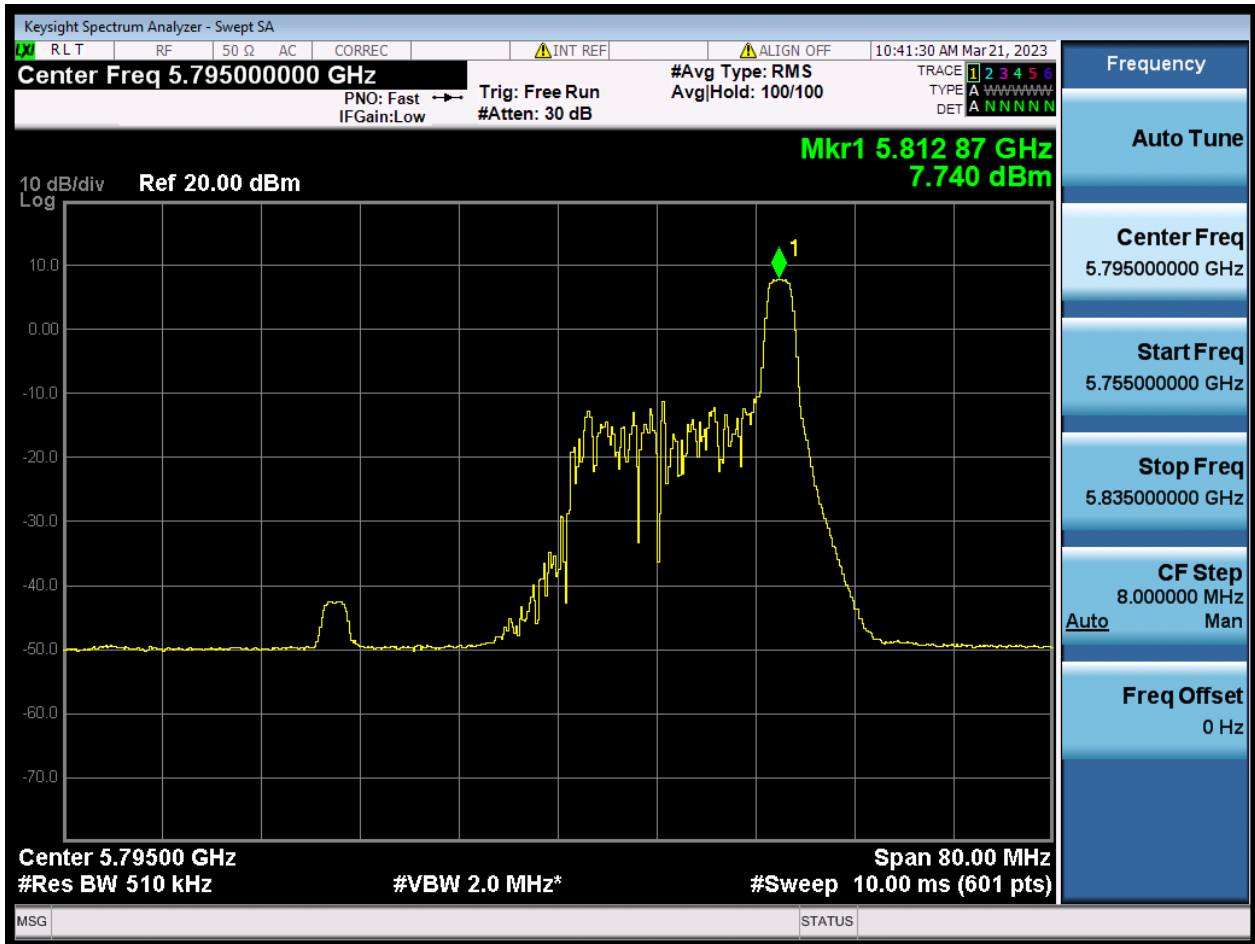 Keysight Spectrum Analyzer - Swept SA
LXI RLT RF 50 Ω AC CORREC INT REF ALIGN OFF 10:41:30 AM Mar 21, 2023
Center Freq 5.795000000 GHz
PNO: Fast
IFGain:Low
Trig: Free Run
#Atten: 30 dB
#Avg Type: RMS
Avg|Hold: 100/100
TRACE 1 2 3 4 5 6
TYPE A WWWWW
DET A N N N N N
Mkr1 5.812 87 GHz
7.740 dBm
10 dB/div Ref 20.00 dBm
Log
1
10.0
0.00
-10.0
-20.0
-30.0
-40.0
-50.0
-60.0
-70.0
Center 5.79500 GHz Span 80.00 MHz
#Res BW 510 kHz #VBW 2.0 MHz* #Sweep 10.00 ms (601 pts)
MSG STATUS
Frequency
Auto Tune
Center Freq
5.795000000 GHz
Start Freq
5.755000000 GHz
Stop Freq
5.835000000 GHz
CF Step
8.000000 MHz
Auto Man
Freq Offset
0 Hz